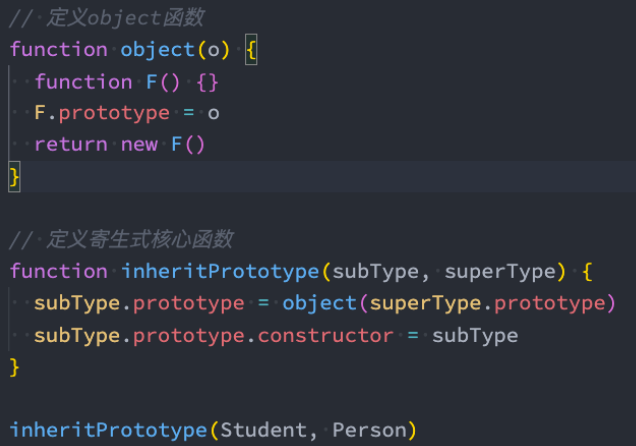 // 定义object函数
function object(o) {
  function F() {}
  F.prototype = o
  return new F()
}
// 定义寄生式核心函数
function inheritPrototype(subType, superType) {
  subType.prototype = object(superType.prototype)
  subType.prototype.constructor = subType
}
inheritPrototype(Student, Person)